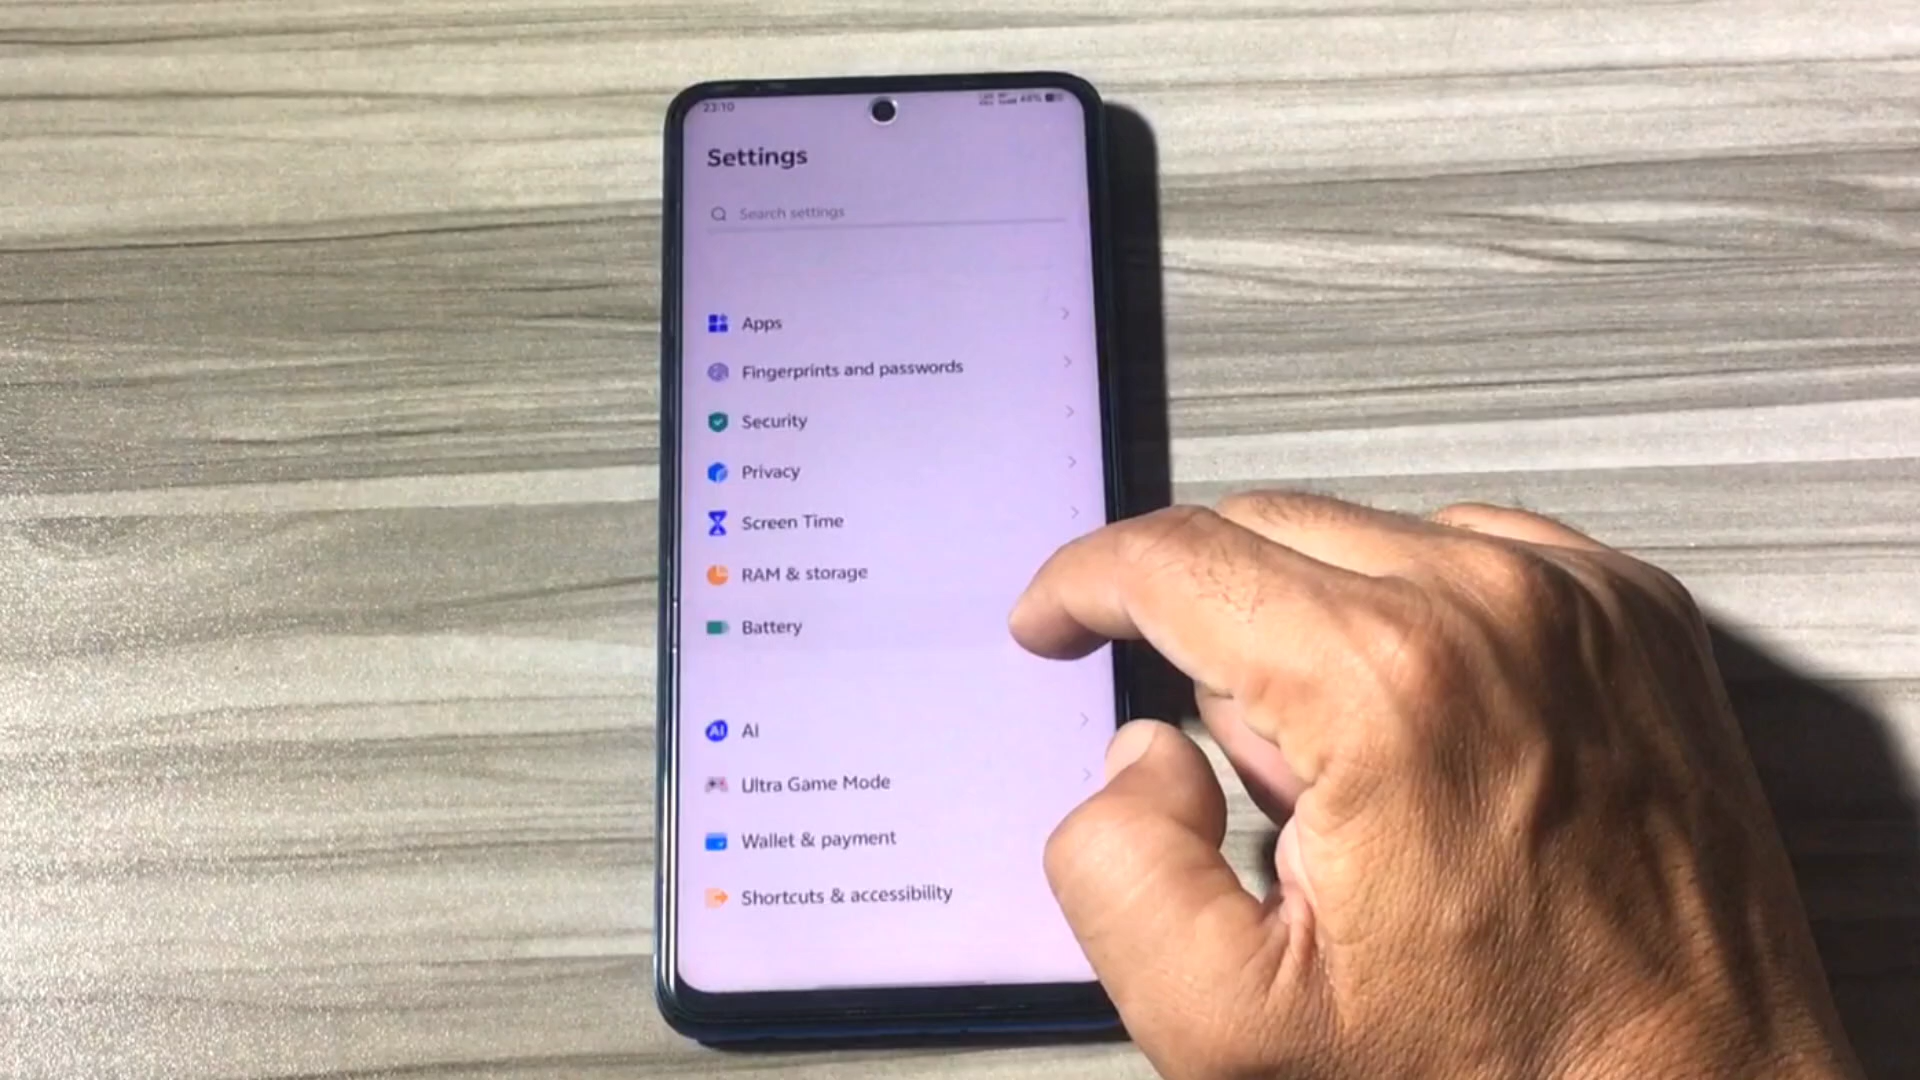 23:10
Settings
Search settings
Apps
Fingerprints and passwords
Security
Privacy
Screen Time
RAM & storage
Battery
AI AI
Ultra Game Mode
Wallet & payment
Shortcuts & accessibility